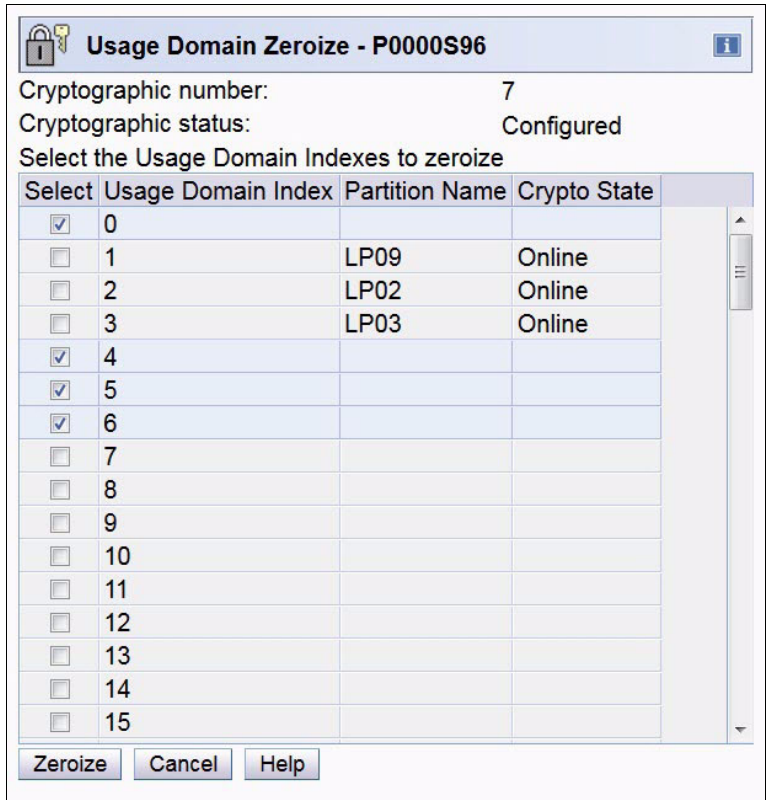 Usage Domain Zeroize - P0000S96
Cryptographic number: 7
Cryptographic status: Configured
Select the Usage Domain Indexes to zeroize
Select Usage Domain Index Partition Name Crypto State
0
1 LP09 Online
2 LP02 Online
3 LP03 Online
4
5
6
7
8
9
10
11
12
13
14
15
Zeroize Cancel Help